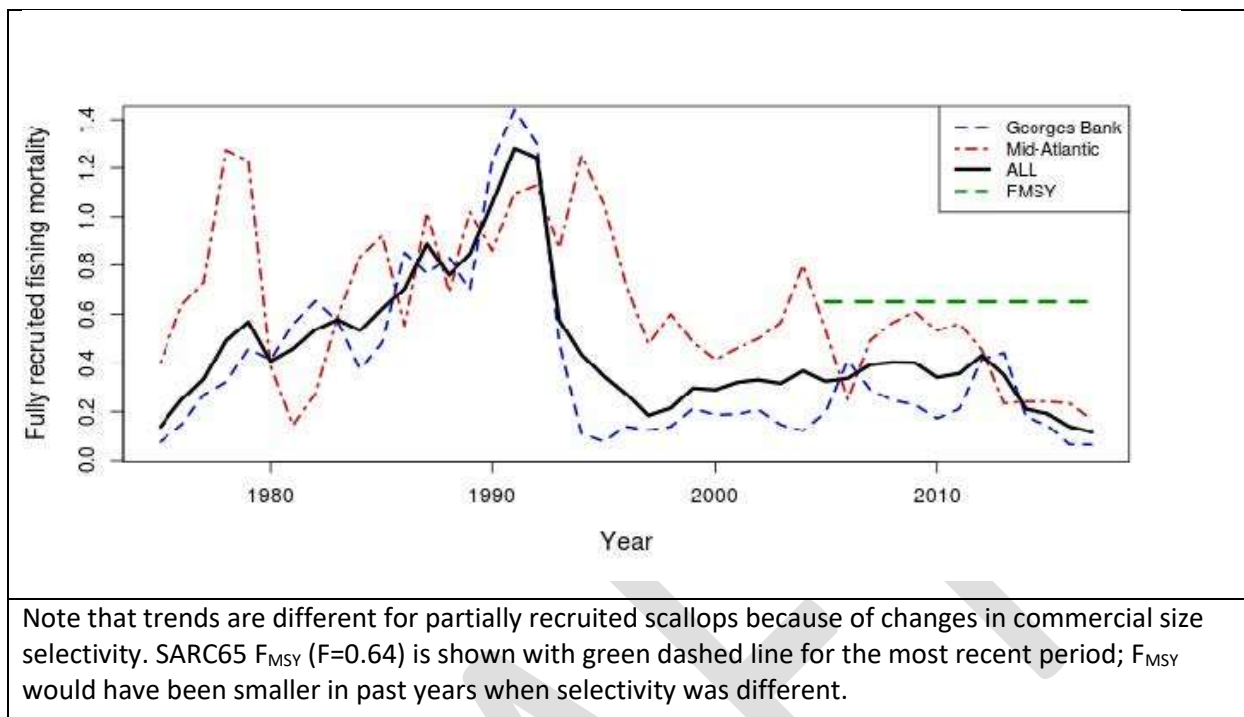 Fully recruited fishing mortality
0.0
0.2
0.4
0.6
0.8
1.0
1.2
1.4
Georges Bank
Mid-Atlantic
ALL
FMSY
1980
1990
2000
2010
Year
Note that trends are different for partially recruited scallops because of changes in commercial size
selectivity. SARC65 FMSY (F=0.64) is shown with green dashed line for the most recent period; FMSY
would have been smaller in past years when selectivity was different.